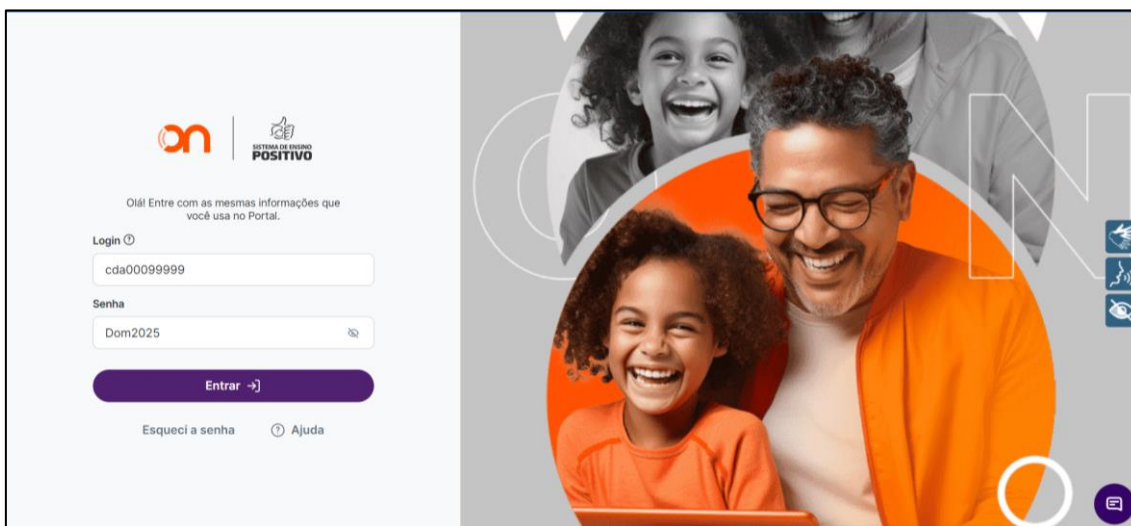 on
SISTEMA DE ENSINO
POSITIVO
Olá! Entre com as mesmas informações que
você usa no Portal.
Login
cda00099999
Senha
Dom2025
Entrar
Esqueci a senha
Ajuda
O N